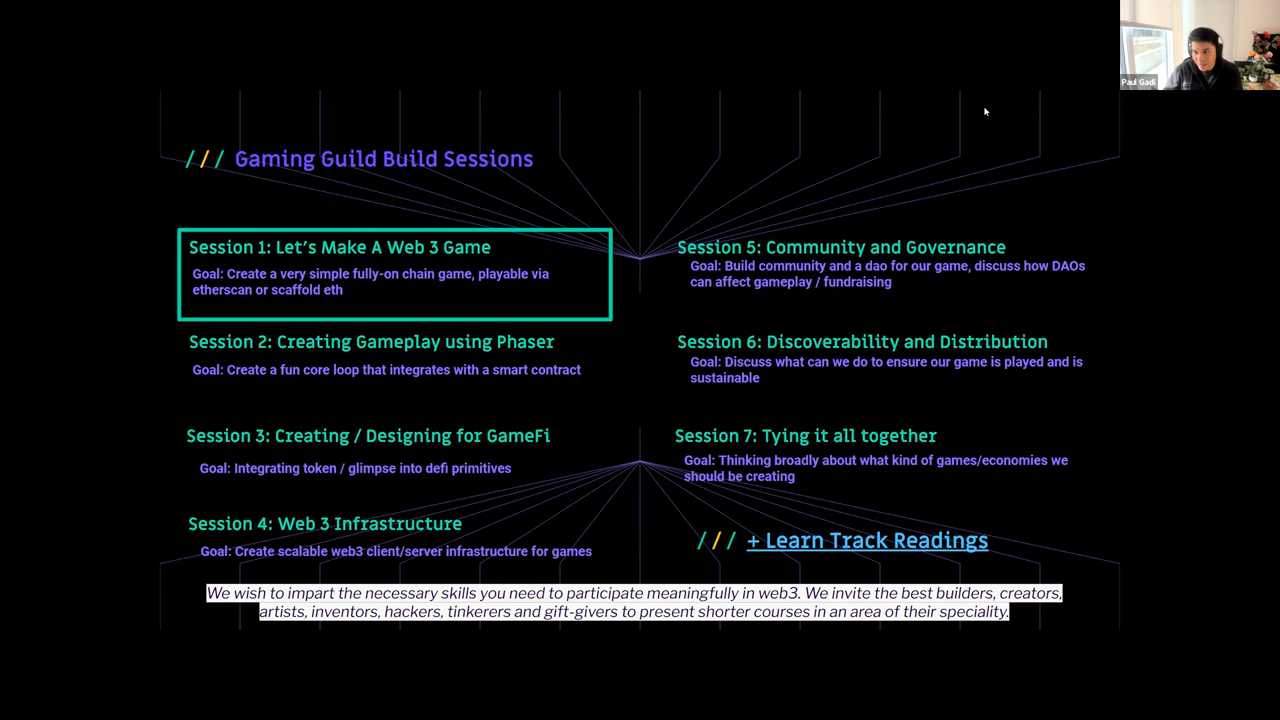 Paul Gadi
/// Gaming Guild Build Sessions
Session 1: Let's Make A Web 3 Game
Goal: Create a very simple fully-on chain game, playable via
etherscan or scaffold eth
Session 2: Creating Gameplay using Phaser
Goal: Create a fun core loop that integrates with a smart contract
Session 3: Creating / Designing for GameFi
Goal: Integrating token / glimpse into defi primitives
Session 4: Web 3 Infrastructure
Goal: Create scalable web3 client/server infrastructure for games
Session 5: Community and Governance
Goal: Build community and a dao for our game, discuss how DAOs
can affect gameplay / fundraising
Session 6: Discoverability and Distribution
Goal: Discuss what can we do to ensure our game is played and is
sustainable
Session 7: Tying it all together
Goal: Thinking broadly about what kind of games/economies we
should be creating
/// + Learn Track Readings
We wish to impart the necessary skills you need to participate meaningfully in web3. We invite the best builders, creators,
artists, inventors, hackers, tinkerers and gift-givers to present shorter courses in an area of their speciality.